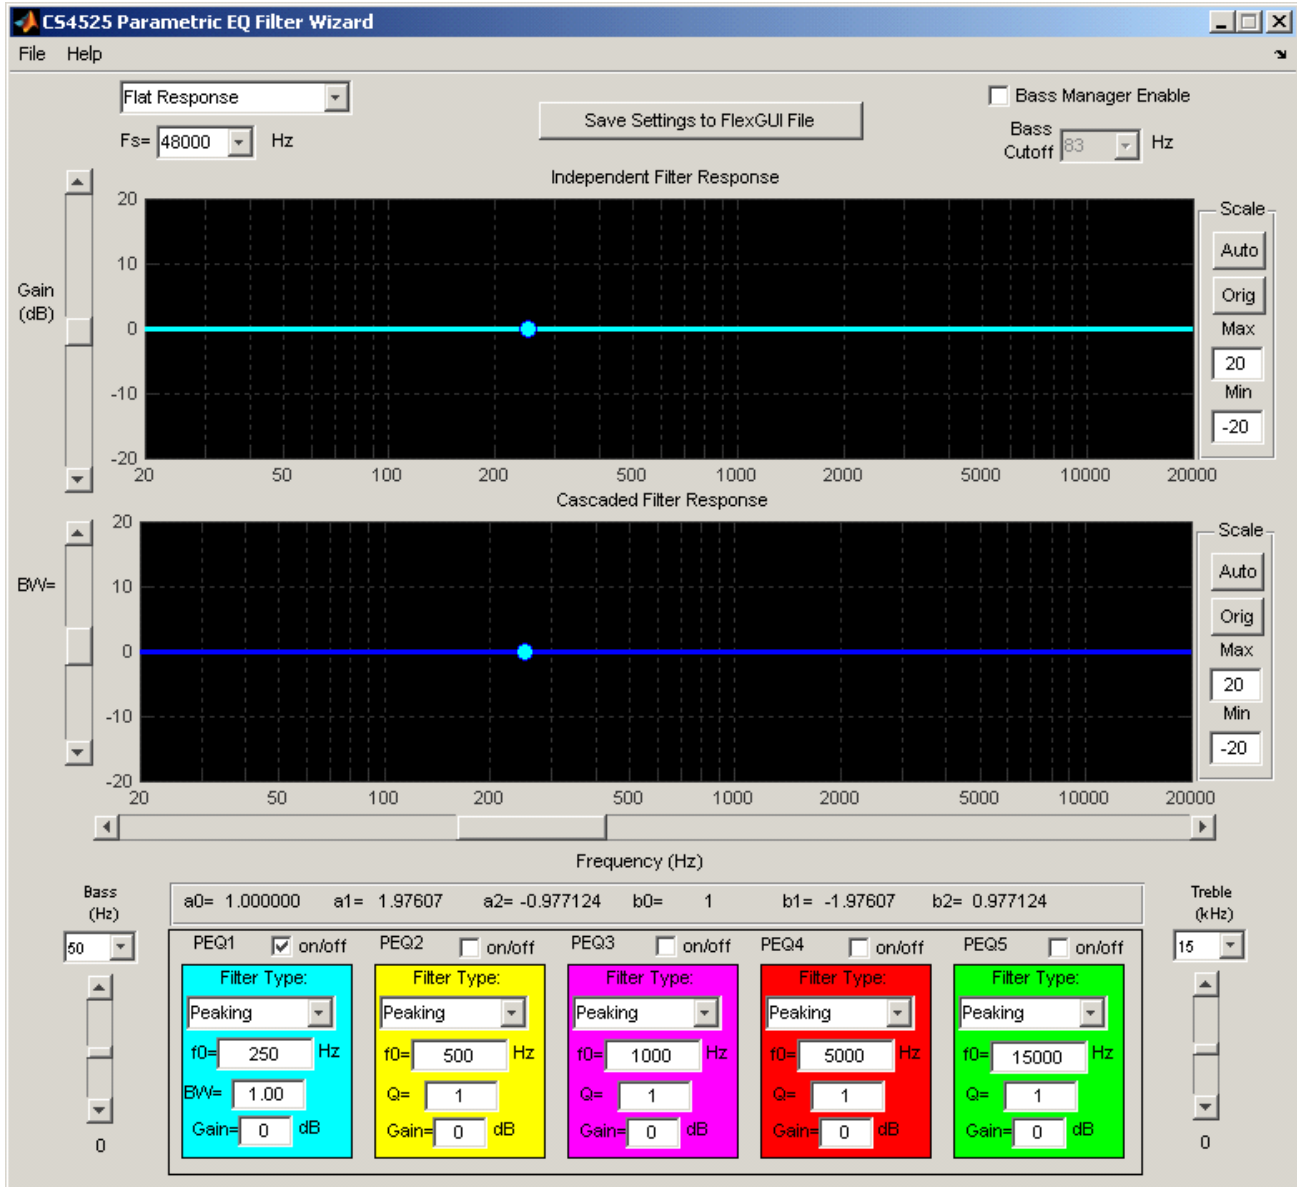 CS4525 Parametric EQ Filter Wizard
File Help
Flat Response
Save Settings to FlexGUI File
Bass Manager Enable
Fs= 48000 Hz
Bass
Cutoff 83 Hz
Independent Filter Response
Gain
(dB)
20
10
0
-10
-20
20 50 100 200 500 1000 2000 5000 10000 20000
Scale
Auto
Orig
Max
20
Min
-20
Cascaded Filter Response
BW=
20
10
0
-10
-20
20 50 100 200 500 1000 2000 5000 10000 20000
Scale
Auto
Orig
Max
20
Min
-20
Frequency (Hz)
Bass
(Hz)
50
0
a0= 1.000000 a1= 1.97607 a2= -0.977124 b0= 1 b1= -1.97607 b2= 0.977124
PEQ1 on/off
Filter Type:
Peaking
f0= 250 Hz
BW= 1.00
Gain= 0 dB
PEQ2 on/off
Filter Type:
Peaking
f0= 500 Hz
Q= 1
Gain= 0 dB
PEQ3 on/off
Filter Type:
Peaking
f0= 1000 Hz
Q= 1
Gain= 0 dB
PEQ4 on/off
Filter Type:
Peaking
f0= 5000 Hz
Q= 1
Gain= 0 dB
PEQ5 on/off
Filter Type:
Peaking
f0= 15000 Hz
Q= 1
Gain= 0 dB
Treble
(kHz)
15
0